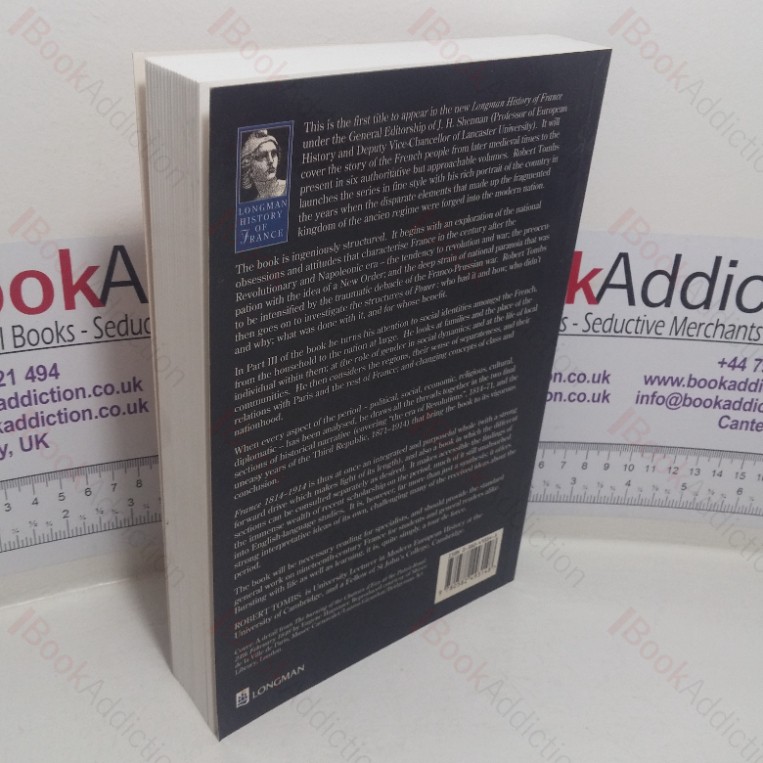 This is the first title to appear in the new Longman History of France
under the General Editorship of J. H. Shennan (Professor of European
History and Deputy Vice-Chancellor of Lancaster University). It will
cover the story of the French people from later medieval times to the
present in six authoritative but approachable volumes. Robert Tombs
launches the series in fine style with his rich portrait of the country in
the years when the disparate elements that made up the fragmented
kingdom of the ancien regime were forged into the modern nation.
LONGMAN
HISTORY
OF
FRANCE
The book is ingeniously structured. It begins with an exploration of the national
obsessions and attitudes that characterise France in the century after the
Revolutionary and Napoleonic era – the tendency to revolution and war, the preoccu-
pation with the idea of a New Order; and the sleep strain of national paranoia that was
to be intensified by the traumatic debacle of the Franco-Prussian war. Robert Tombs
then goes on to investigate the structures of Power: who had it and how; who didn't
and why; what was done with it, and for whose benefit.
In Part III of the book he turns his attention to social identities amongst the French,
from the household to the nation at large. He looks at families and the place of the
individual within them; at the role of gender in social dynamics; and at the life of local
communities. He then considers the regions, their sense of separateness, and their
relations with Paris and the rest of France; and changing concepts of class and
nationhood.
When every aspect of the period – political, social, economic, religious, cultural,
diplomatic – has been analysed, he draws all the threads together in the two final
sections of historical narrative (covering "the era of Revolutions", 1814-71, and the
uneasy years of the Third Republic, 1871-1914) that bring the book to its vigorous
conclusion.
France 1814-1914 is thus at once an integrated and purposeful whole (with a strong
forward drive which makes light of its length), and also a book in which the different
sections can be consulted separately as desired. It makes accessible the findings of
the immense wealth of recent scholarship on the period, much of it still unabsorbed
into English-language studies. It is, however, far more than just a synthesis: it offers
strong interpretative ideas of its own, challenging many of the received ideas about the
period.
The book will be necessary reading for specialists, and should provide the standard
general work on nineteenth-century France for students and general readers alike.
Bursting with life as well as learning, it is, quite simply, a tour de force.
ROBERT TOMBS, is University Lecturer in Modern European History at the
University of Cambridge, and a Fellow of St John's College, Cambridge.
Library, London.
LONGMAN
ookA
l Books - Seduc
21 494
addiction.co.uk
kaddiction.co.uk
y, UK
kAddic
s - Seductive Merchants
+44 7
n.co.uk www.bookaddi
on.co.uk info@bookaddi
Cante
BookAddiction